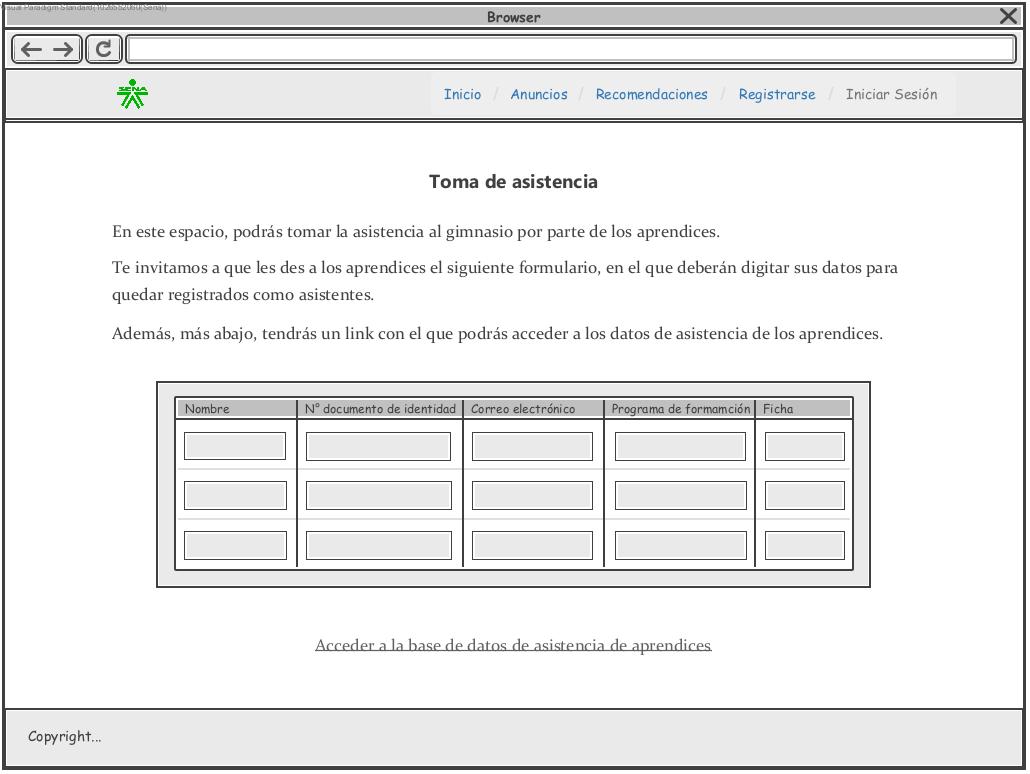 Visual Paradigm Standard(1026552060(Sena))
Browser
SENA
Inicio / Anuncios / Recomendaciones / Registrarse / Iniciar Sesión
Toma de asistencia
En este espacio, podrás tomar la asistencia al gimnasio por parte de los aprendices.
Te invitamos a que les des a los aprendices el siguiente formulario, en el que deberán digitar sus datos para
quedar registrados como asistentes.
Además, más abajo, tendrás un link con el que podrás acceder a los datos de asistencia de los aprendices.
Nombre N° documento de identidad Correo electrónico Programa de formamción Ficha
Acceder a la base de datos de asistencia de aprendices
Copyright...